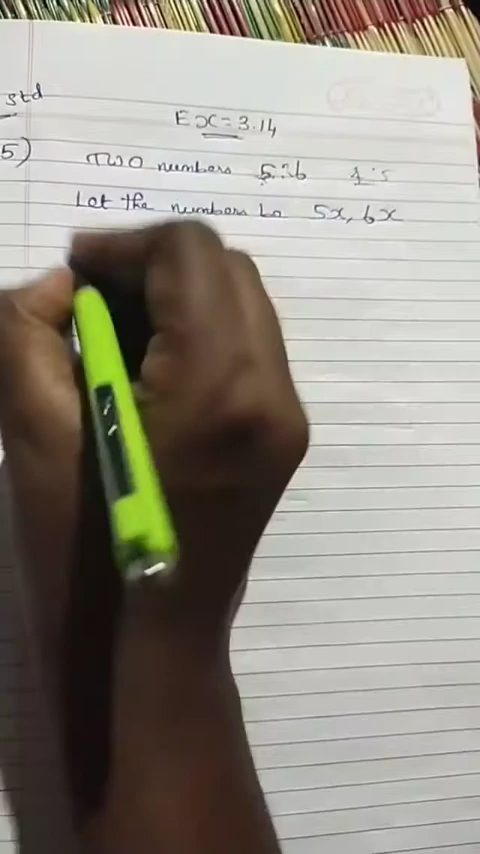 std
Ex = 3.14
5) Two numbers 5:6
Let the numbers be 5x, 6x